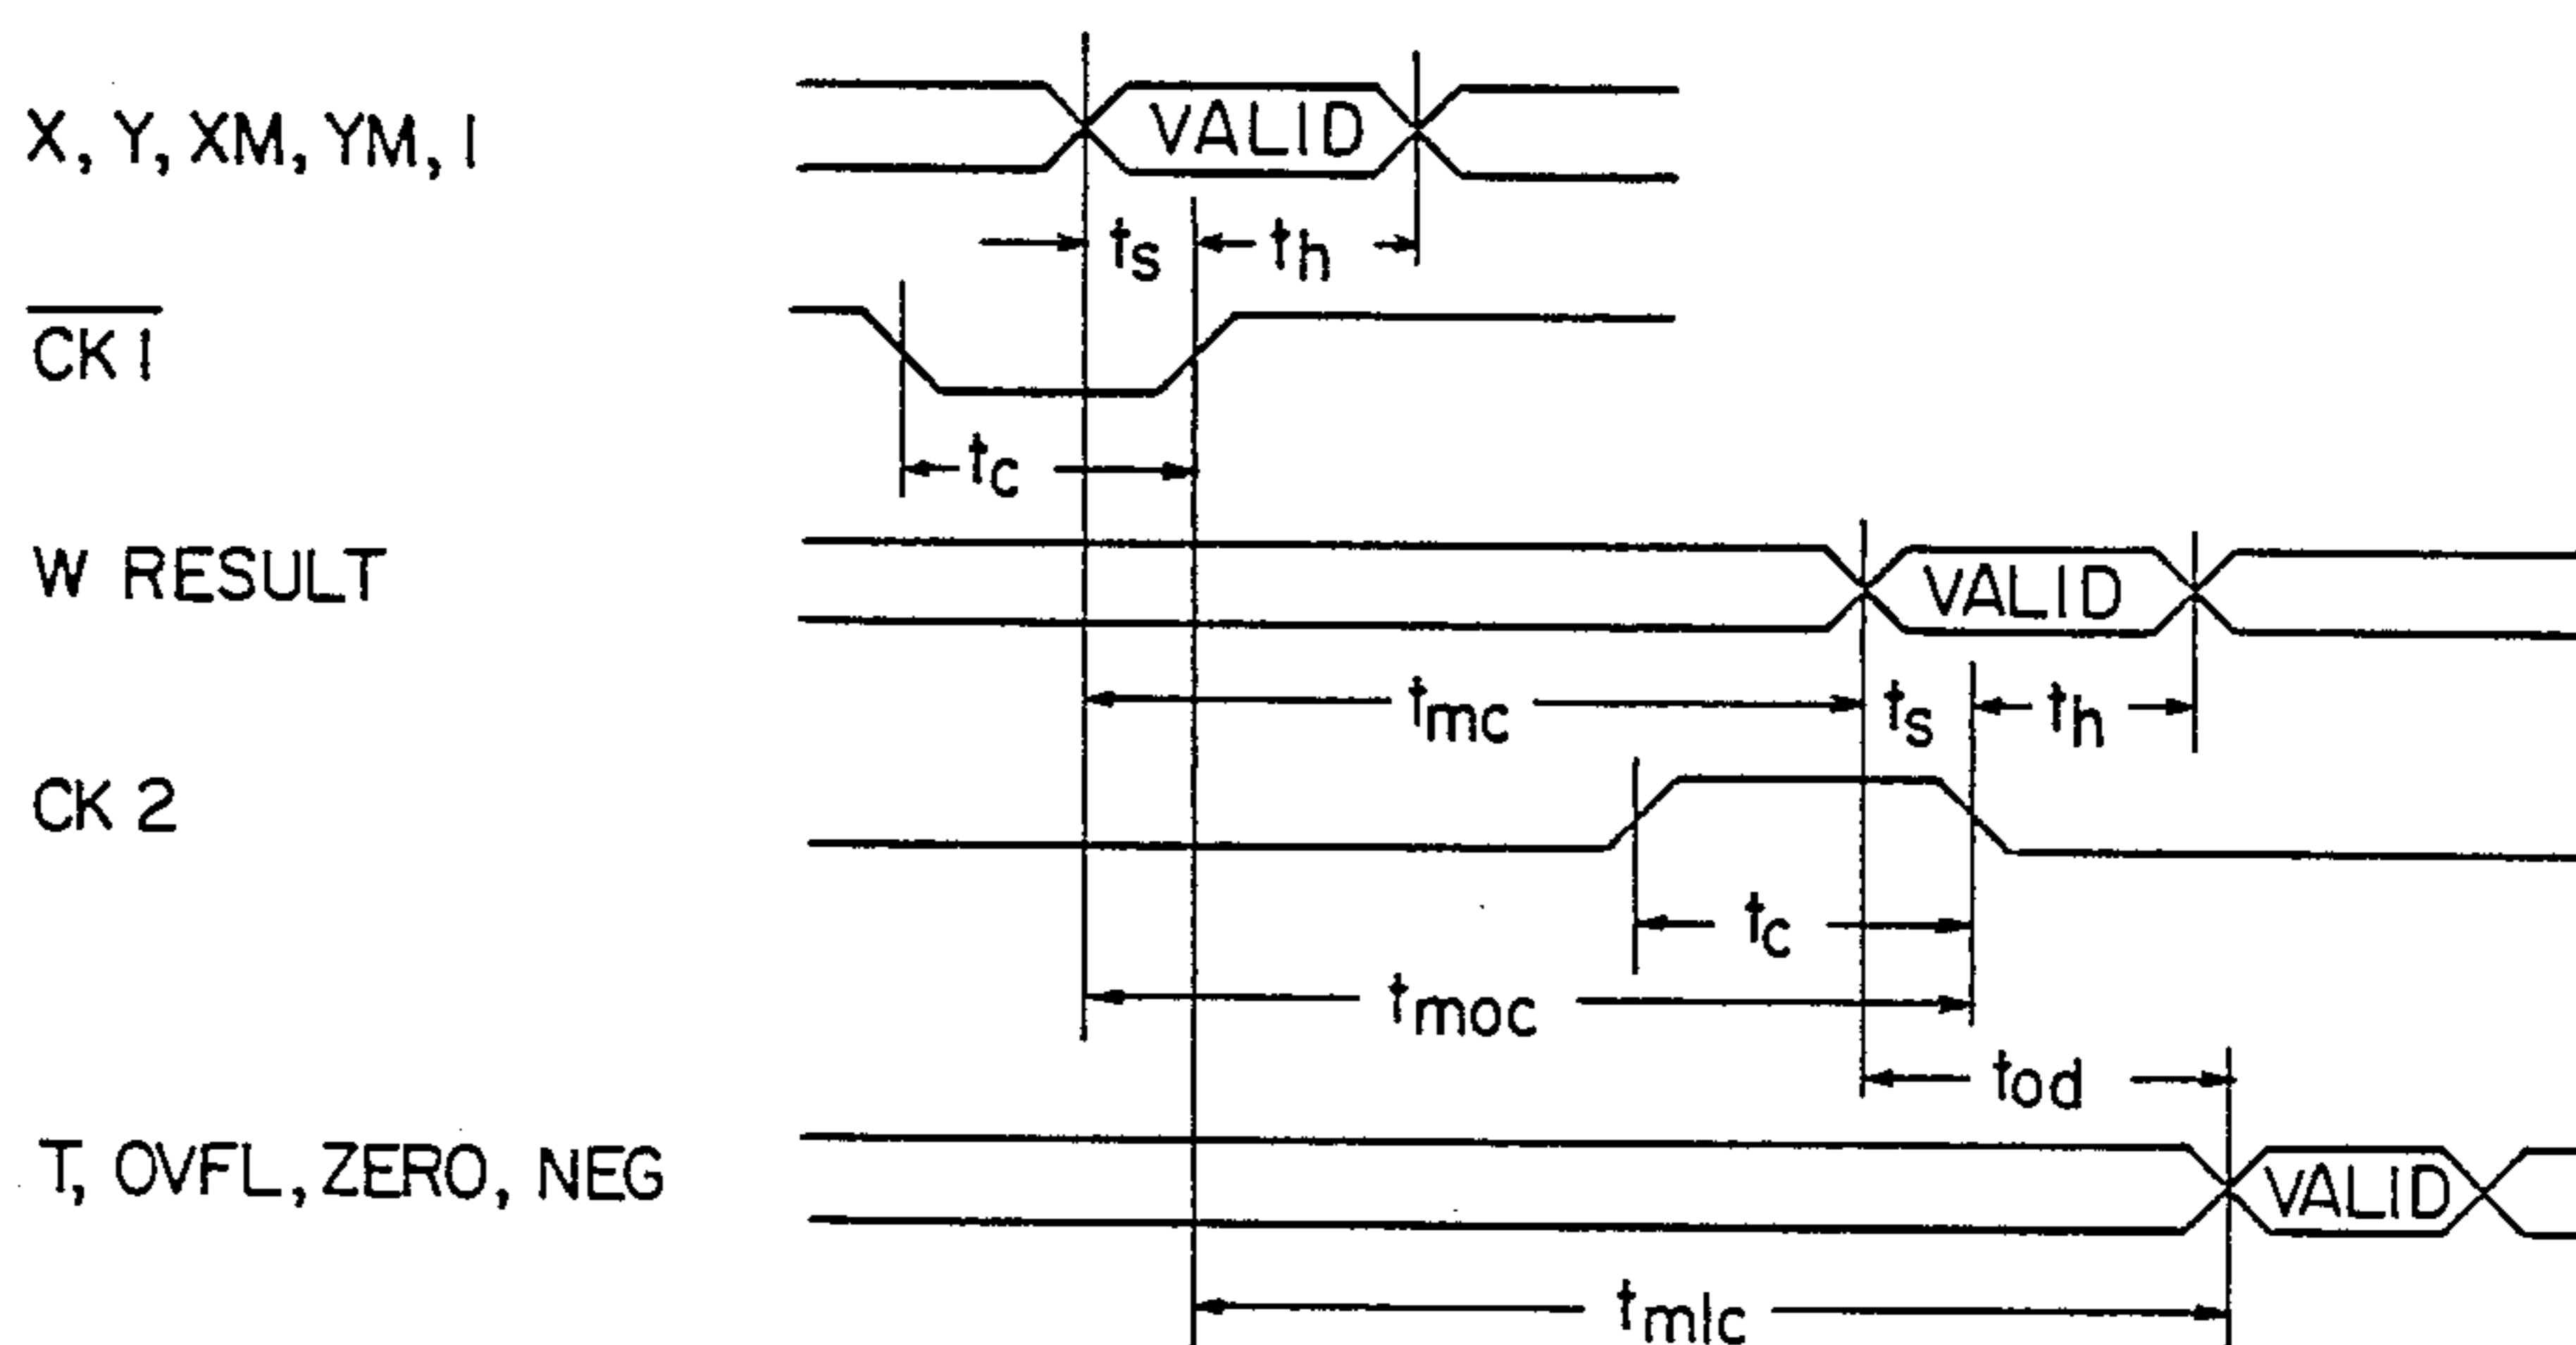 X, Y, XM, YM, I
VALID
ts
th
CK 1
tc
W RESULT
VALID
tmc
ts
th
CK 2
tc
tmoc
tod
T, OVFL, ZERO, NEG
VALID
tmlc